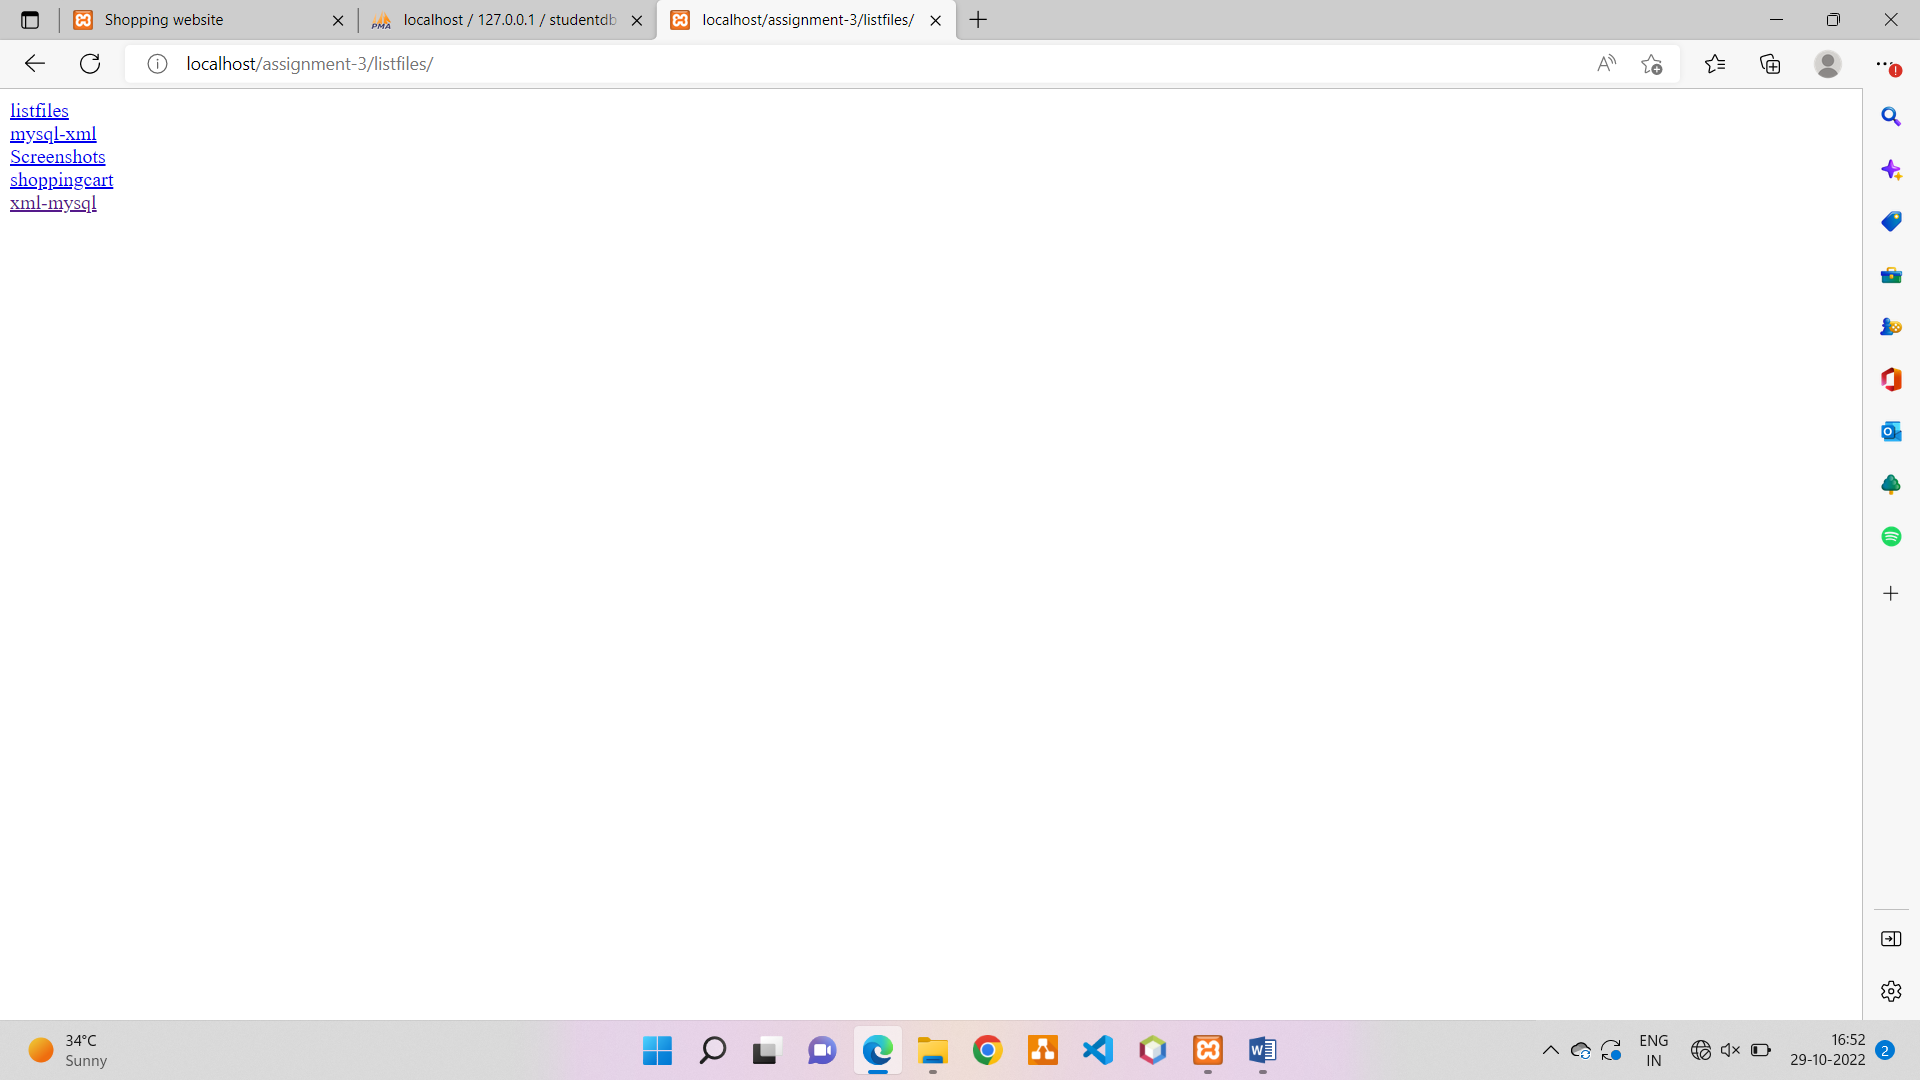 Shopping website
localhost / 127.0.0.1 / studentdb
localhost/assignment-3/listfiles/
localhost/assignment-3/listfiles/
listfiles
mysql-xml
Screenshots
shoppingcart
xml-mysql
34°C
Sunny
ENG
IN
16:52
29-10-2022
2